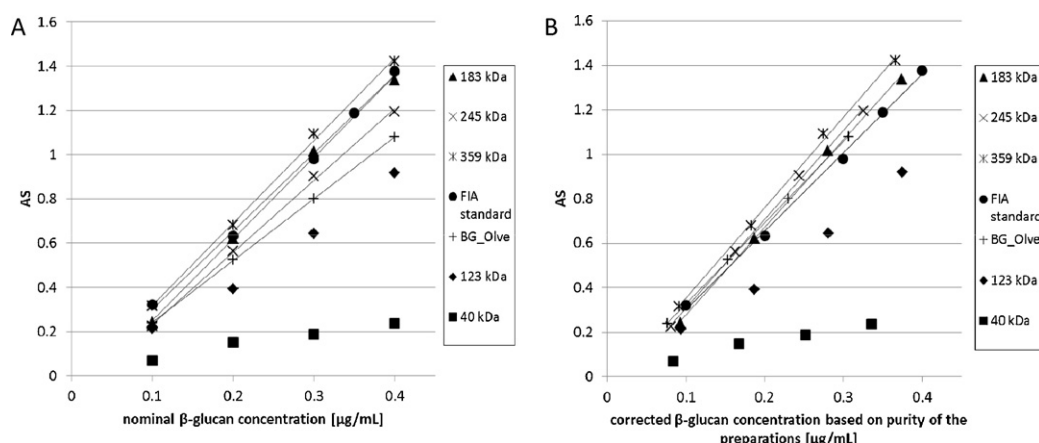 A
AS
1.6
1.4
1.2
1
0.8
0.6
0.4
0.2
0
0 0.1 0.2 0.3 0.4
nominal β-glucan concentration [µg/mL]
183 kDa
245 kDa
359 kDa
FIA
standard
BG_Olve
123 kDa
40 kDa
B
AS
1.6
1.4
1.2
1
0.8
0.6
0.4
0.2
0
0 0.1 0.2 0.3 0.4
corrected β-glucan concentration based on purity of the
preparations [µg/mL]
183 kDa
245 kDa
359 kDa
FIA
standard
BG_Olve
123 kDa
40 kDa